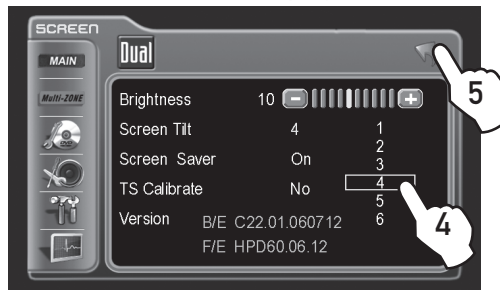 SCREEN
MAIN
Dual
Multi-ZONE
Brightness 10
Screen Tilt 4
Screen Saver On
TS Calibrate No
Version B/E C22.01.060712
F/E HPD60.06.12
1
2
3
4
5
6
5
4